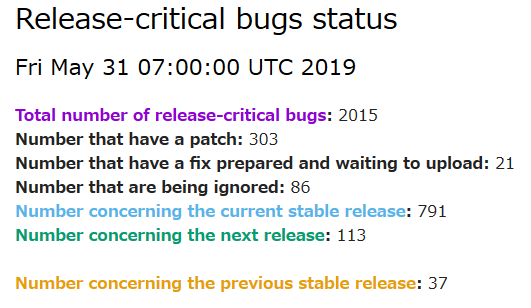 Release-critical bugs status
Fri May 31 07:00:00 UTC 2019
Total number of release-critical bugs: 2015
Number that have a patch: 303
Number that have a fix prepared and waiting to upload: 21
Number that are being ignored: 86
Number concerning the current stable release: 791
Number concerning the next release: 113
Number concerning the previous stable release: 37